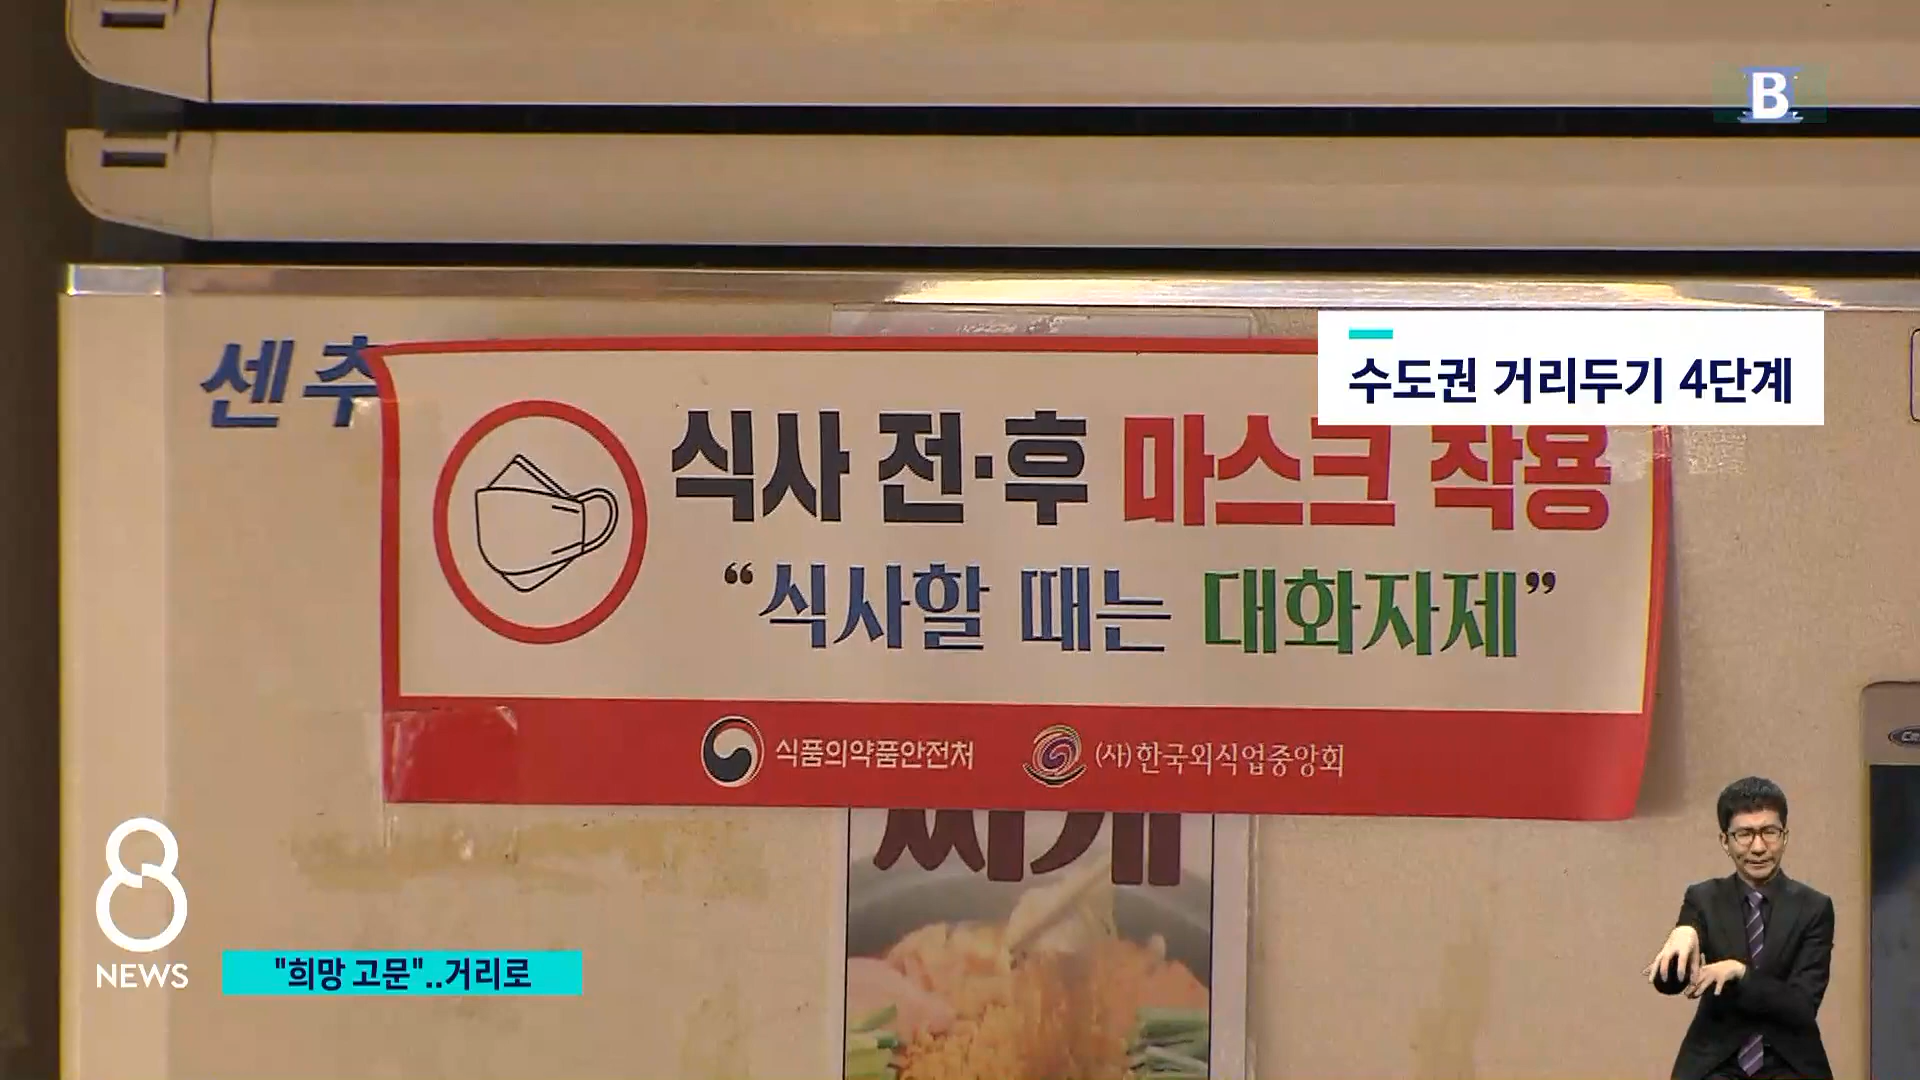 B
수도권 거리두기 4단계
센추
식사 전·후 마스크 착용
“식사할 때는 대화자제”
식품의약품안전처
(사)한국외식업중앙회
찌개
8
NEWS
"희망 고문"..거리로